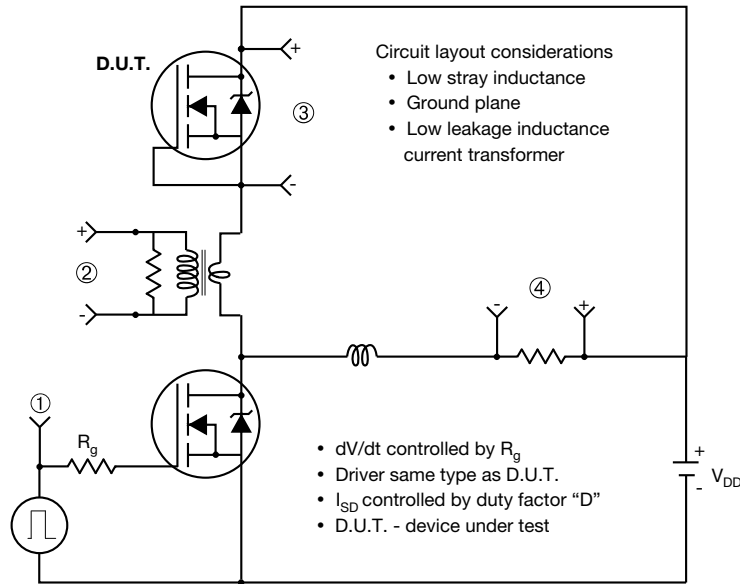 D.U.T.
+
Circuit layout considerations
• Low stray inductance
• Ground plane
• Low leakage inductance
current transformer
③
-
+
②
-
④
-
+
①
R_g
• dV/dt controlled by R_g
• Driver same type as D.U.T.
• I_SD controlled by duty factor “D”
• D.U.T. - device under test
+
V_DD
-